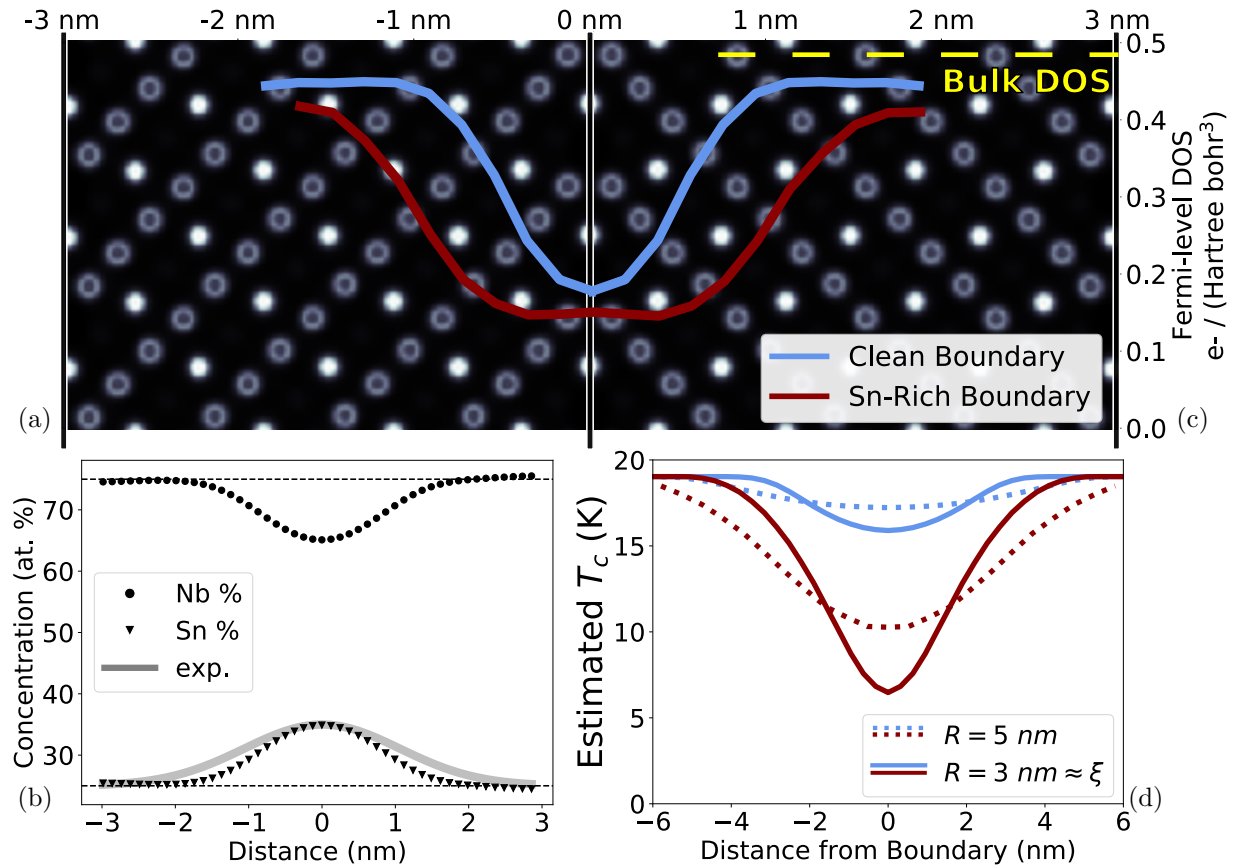 -3 nm -2 nm -1 nm 0 nm 1 nm 2 nm 3 nm
Bulk DOS
0.5
0.4
0.3
0.2
0.1
0.0
Fermi-level DOS
e- / (Hartree bohr³)
Clean Boundary
Sn-Rich Boundary
(a)
(c)
Concentration (at. %)
70
60
50
40
30
Nb %
Sn %
exp.
(b)
−3 −2 −1 0 1 2 3
Distance (nm)
Estimated T_c (K)
20
15
10
5
0
R = 5 nm
R = 3 nm ≈ ξ
(d)
−6 −4 −2 0 2 4 6
Distance from Boundary (nm)